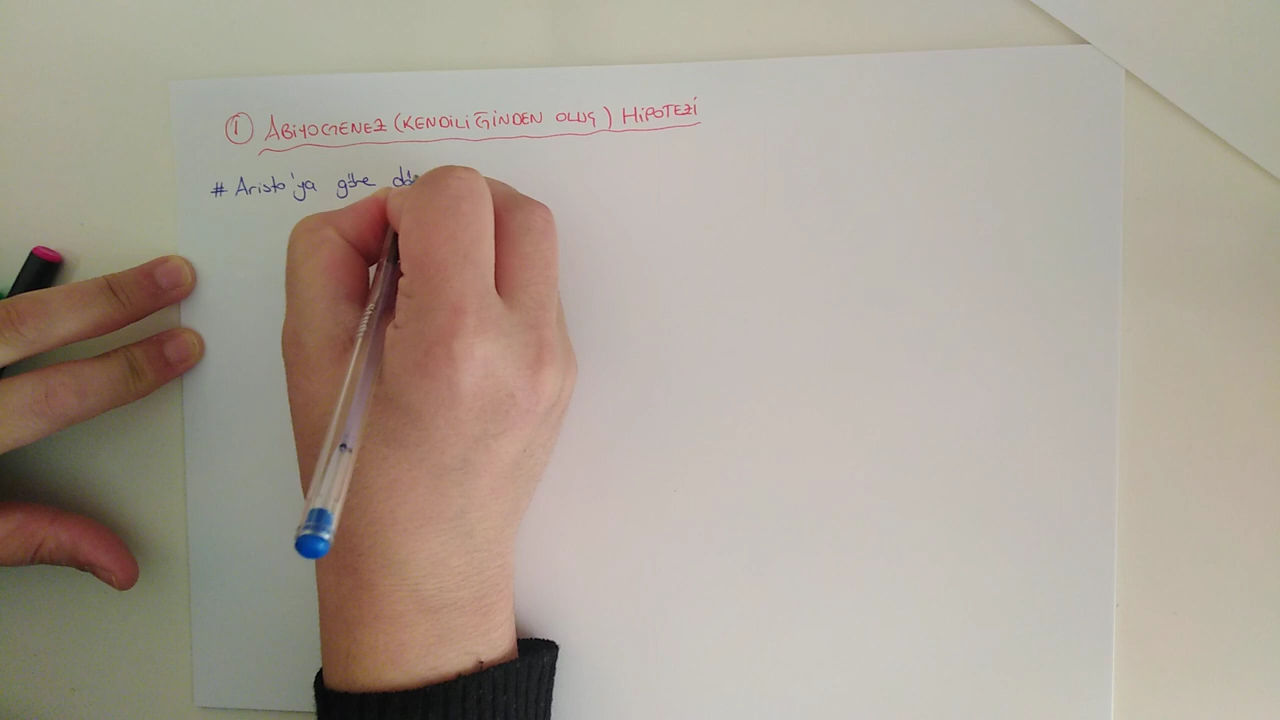 ① ABİYOGENEZ (KENDİLİĞİNDEN OLUŞ) HİPOTEZİ
# Aristo'ya göre